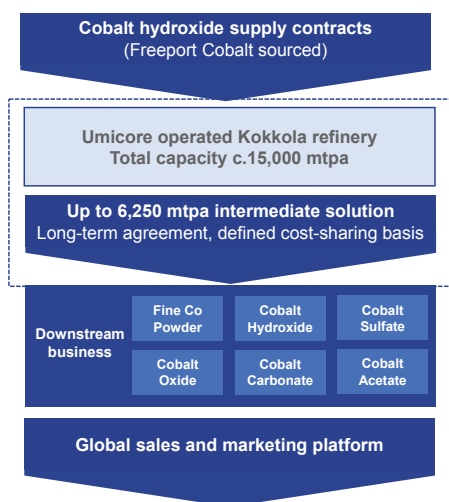 Cobalt hydroxide supply contracts
(Freeport Cobalt sourced)
Umicore operated Kokkola refinery
Total capacity c.15,000 mtpa
Up to 6,250 mtpa intermediate solution
Long-term agreement, defined cost-sharing basis
Downstream
business
Fine Co
Powder
Cobalt
Hydroxide
Cobalt
Sulfate
Cobalt
Oxide
Cobalt
Carbonate
Cobalt
Acetate
Global sales and marketing platform